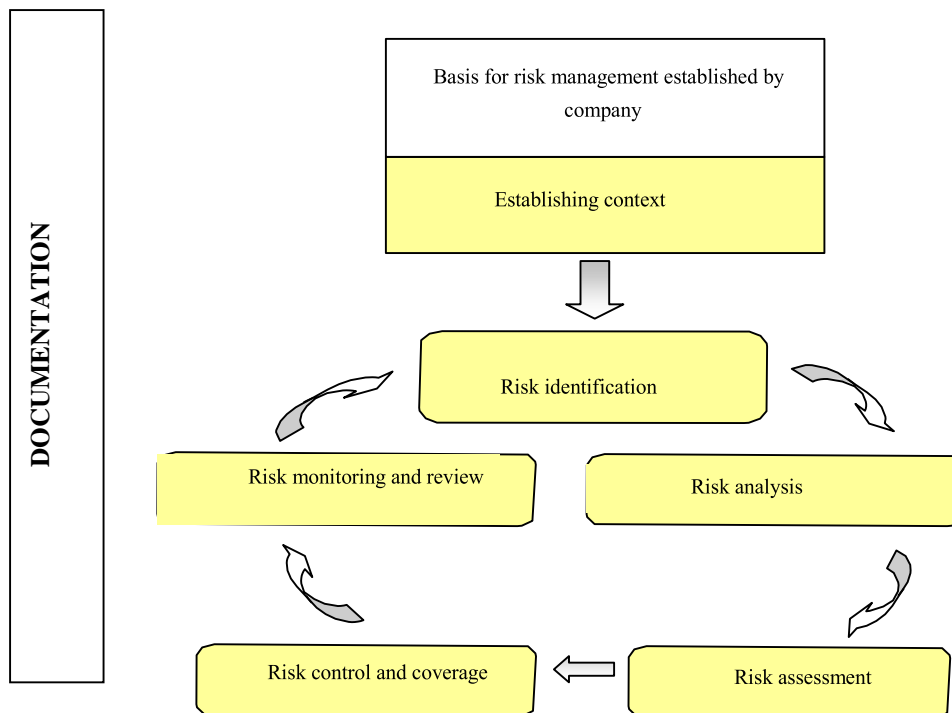 DOCUMENTATION
Basis for risk management established by
company
Establishing context
Risk identification
Risk monitoring and review
Risk analysis
Risk control and coverage
Risk assessment